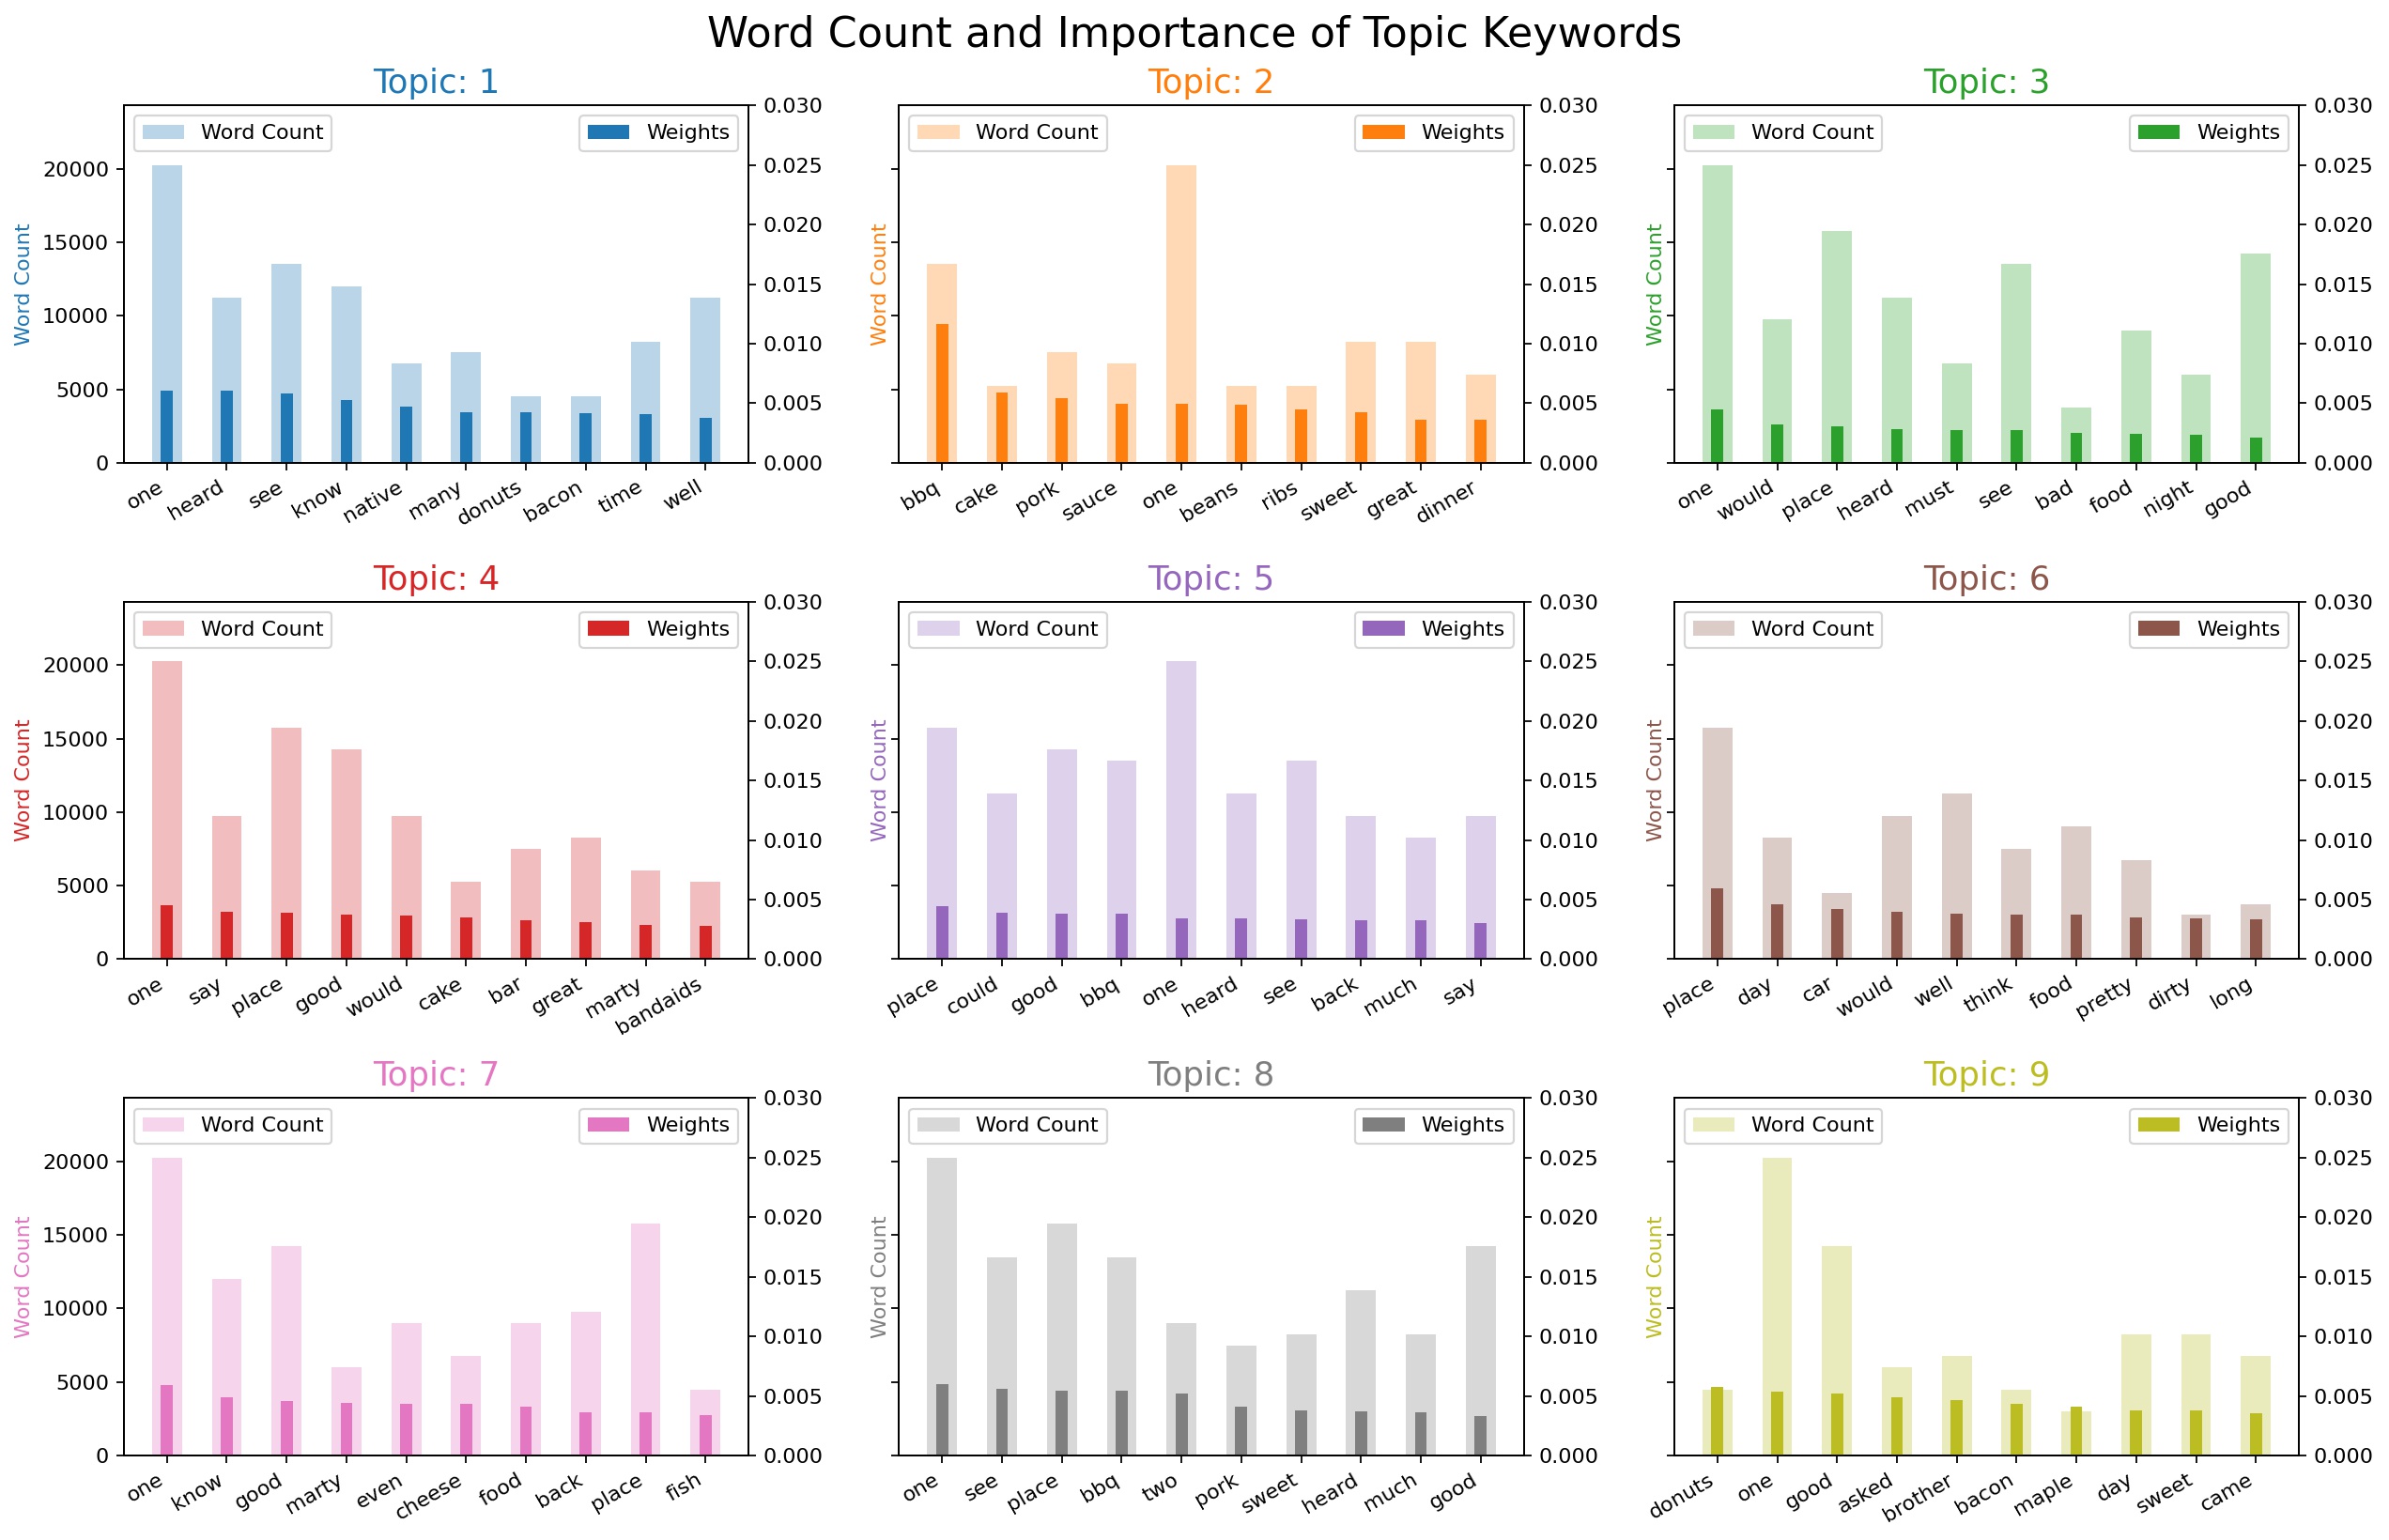 Word Count and Importance of Topic Keywords
Topic: 1
Word Count
Weights
Word Count
0
5000
10000
15000
20000
0.000
0.005
0.010
0.015
0.020
0.025
0.030
one heard see know native many donuts bacon time well
Topic: 2
Word Count
Weights
Word Count
0.000
0.005
0.010
0.015
0.020
0.025
0.030
bbq cake pork sauce one beans ribs sweet great dinner
Topic: 3
Word Count
Weights
Word Count
0.000
0.005
0.010
0.015
0.020
0.025
0.030
one would place heard must see bad food night good
Topic: 4
Word Count
Weights
Word Count
0
5000
10000
15000
20000
0.000
0.005
0.010
0.015
0.020
0.025
0.030
one say place good would cake bar great marty bandaids
Topic: 5
Word Count
Weights
Word Count
0.000
0.005
0.010
0.015
0.020
0.025
0.030
place could good bbq one heard see back much say
Topic: 6
Word Count
Weights
Word Count
0.000
0.005
0.010
0.015
0.020
0.025
0.030
place day car would well think food pretty dirty long
Topic: 7
Word Count
Weights
Word Count
0
5000
10000
15000
20000
0.000
0.005
0.010
0.015
0.020
0.025
0.030
one know good marty even cheese food back place fish
Topic: 8
Word Count
Weights
Word Count
0.000
0.005
0.010
0.015
0.020
0.025
0.030
one see place bbq two pork sweet heard much good
Topic: 9
Word Count
Weights
Word Count
0.000
0.005
0.010
0.015
0.020
0.025
0.030
donuts one good asked brother bacon maple day sweet came